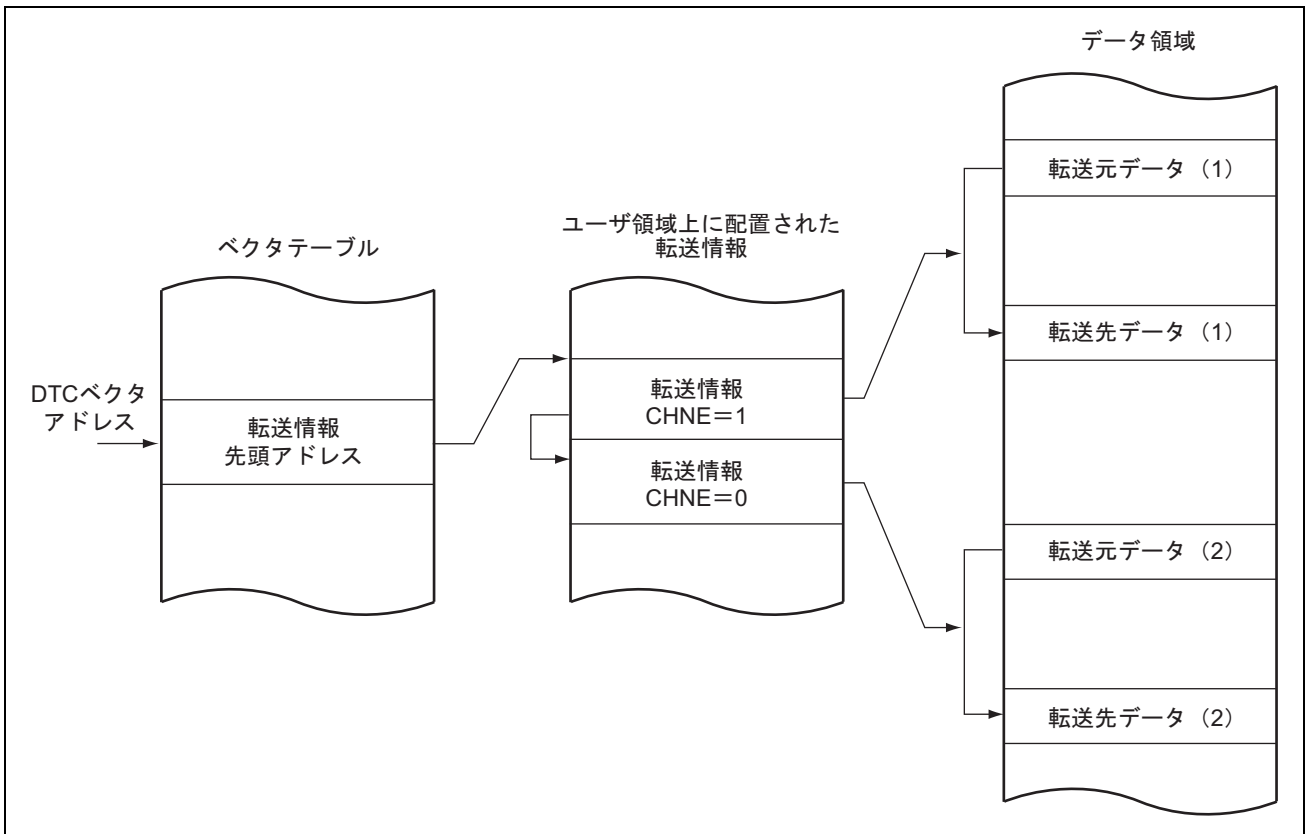 データ領域
転送元データ（1）
ユーザ領域上に配置された
転送情報
ベクタテーブル
転送先データ（1）
DTCベクタ
アドレス
転送情報
先頭アドレス
転送情報
CHNE＝1
転送情報
CHNE＝0
転送元データ（2）
転送先データ（2）